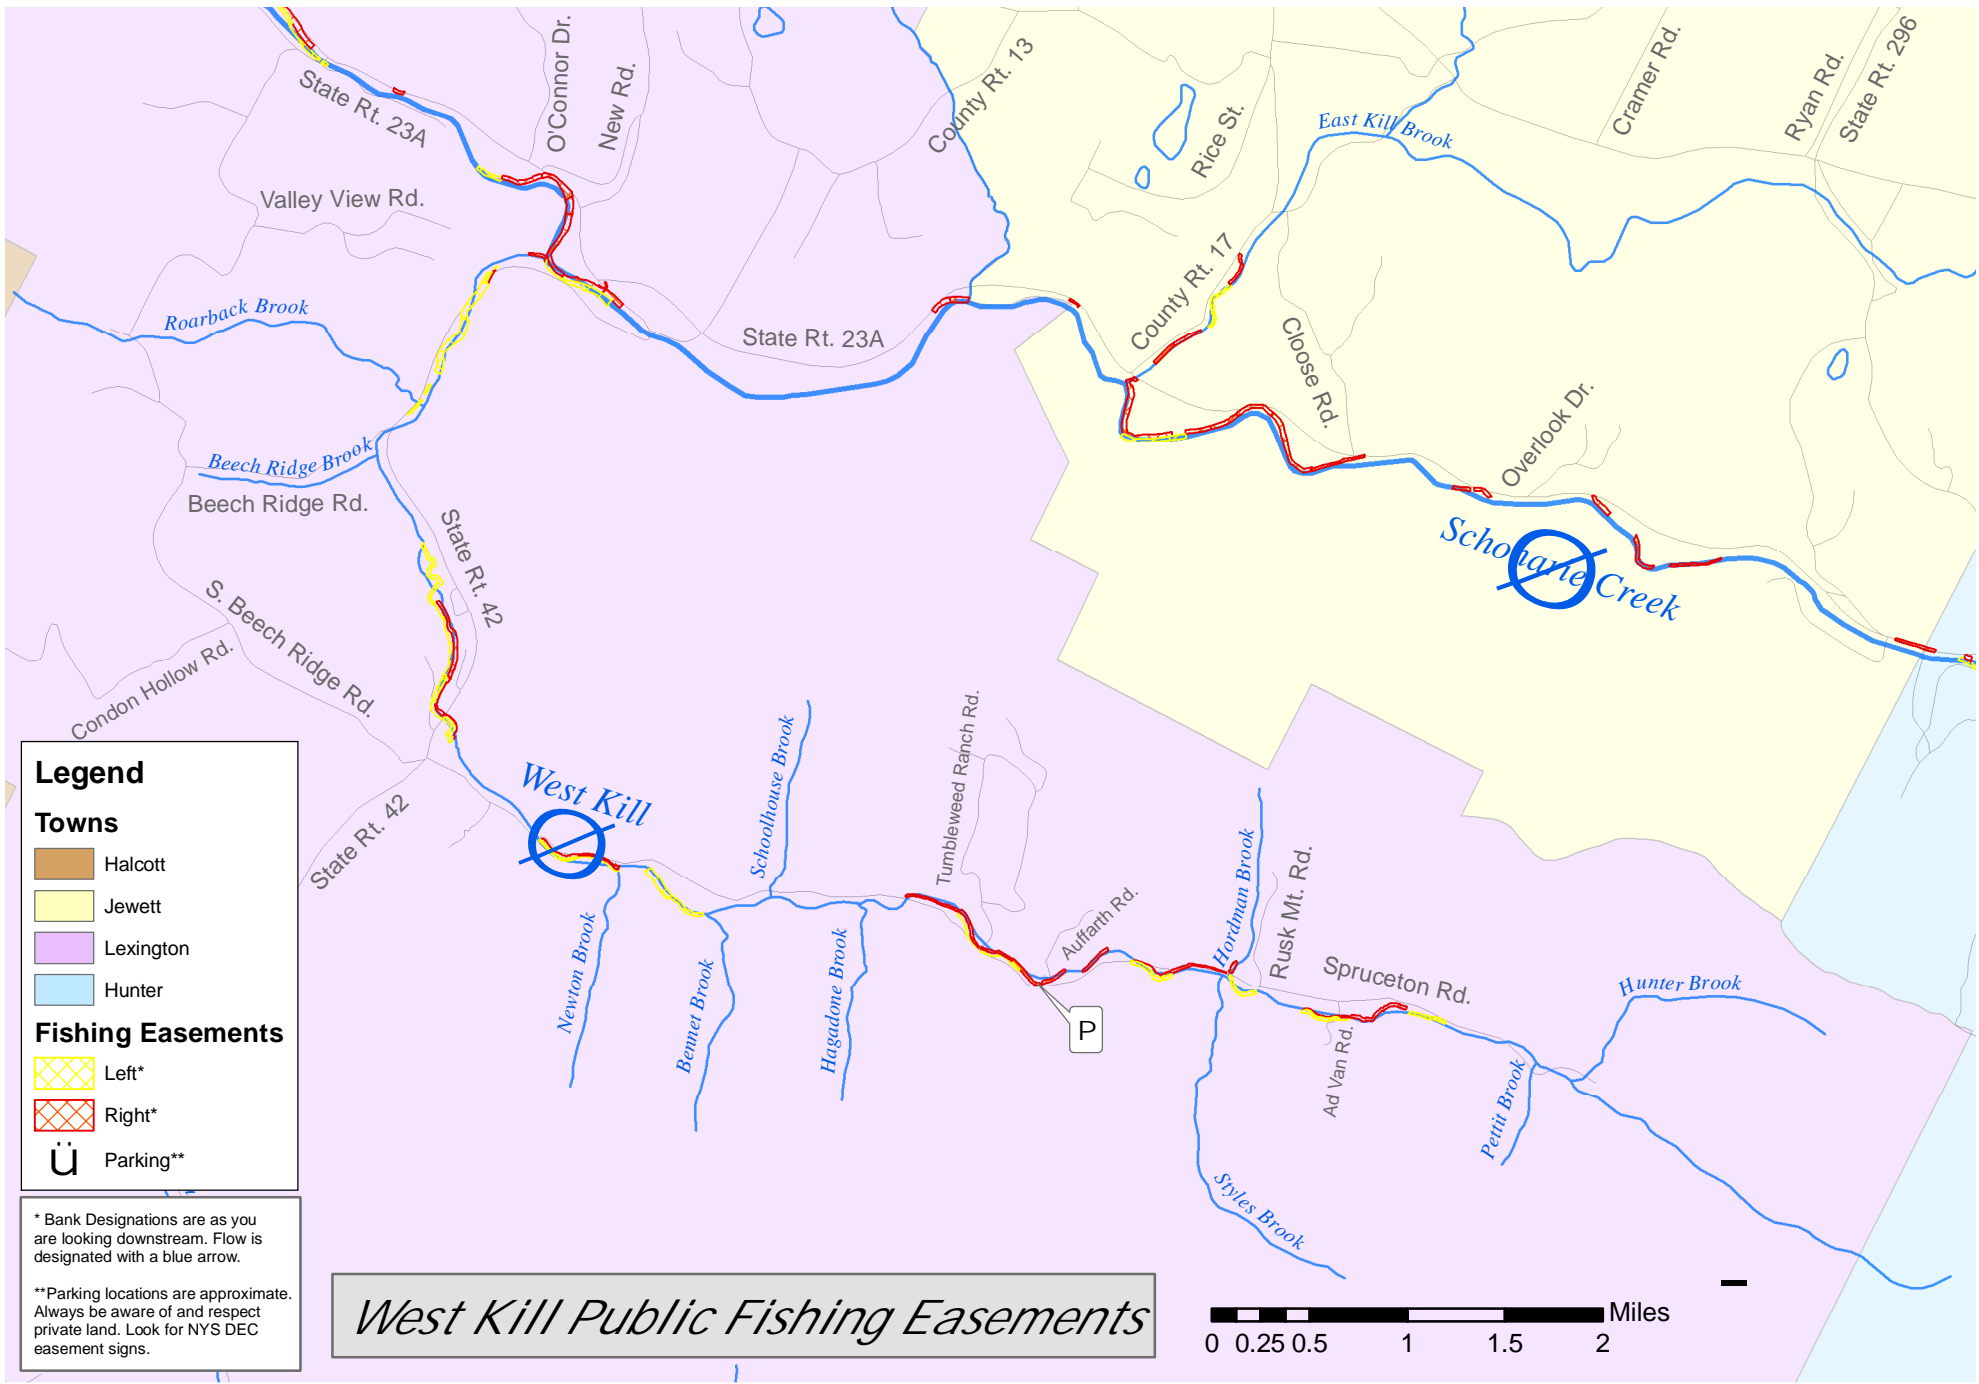 O'Connor Dr.
New Rd.
State Rt. 23A
County Rt. 13
Rice St.
East Kill Brook
Cramer Rd.
Ryan Rd.
State Rt. 296
Valley View Rd.
County Rt. 17
Roarback Brook
State Rt. 23A
Cloose Rd.
Overlook Dr.
Beech Ridge Brook
Beech Ridge Rd.
State Rt. 42
Creek
S. Beech Ridge Rd.
Condon Hollow Rd.
West Kill
State Rt. 42
Schoolhouse Brook
Tumbleweed Ranch Rd.
Auffarth Rd.
Hordman Brook
Rusk Mt. Rd.
Spruceton Rd.
Hunter Brook
Newton Brook
Bennet Brook
Hagadone Brook
P
Ad Van Rd.
Pettit Brook
Styles Brook
Legend
Towns
Halcott
Jewett
Lexington
Hunter
Fishing Easements
Left*
Right*
Ü Parking**
* Bank Designations are as you
are looking downstream. Flow is
designated with a blue arrow.
**Parking locations are approximate.
Always be aware of and respect
private land. Look for NYS DEC
easement signs.
West Kill Public Fishing Easements
Miles
0 0.25 0.5 1 1.5 2